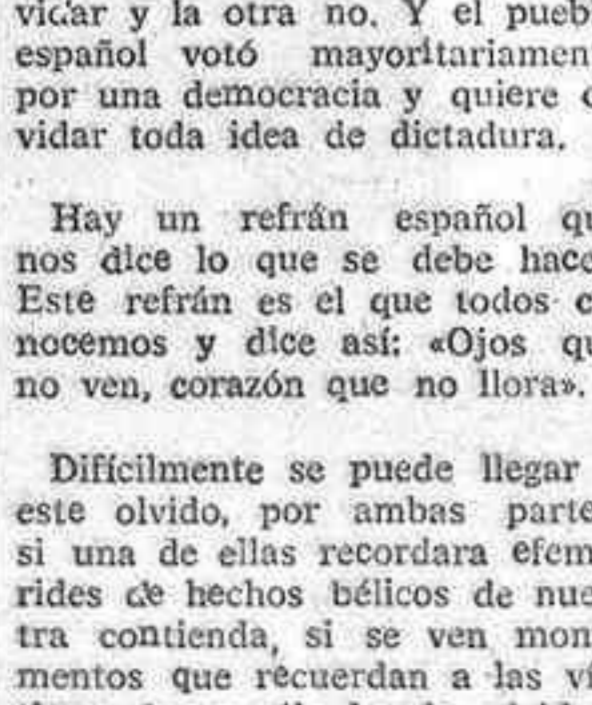 vidar y la otra no. Y el pueb
español votó mayoritariamen
por una democracia y quiere o
vidar toda idea de dictadura.
Hay un refrán español qu
nos dice lo que se debe hace
Este refrán es el que todos c
nocemos y dice así: «Ojos qu
no ven, corazón que no llora».
Difícilmente se puede llegar
este olvido, por ambas parte
si una de ellas recordara efem
rides de hechos bélicos de nue
tra contienda, si se ven mon
mentos que recuerdan a las ví